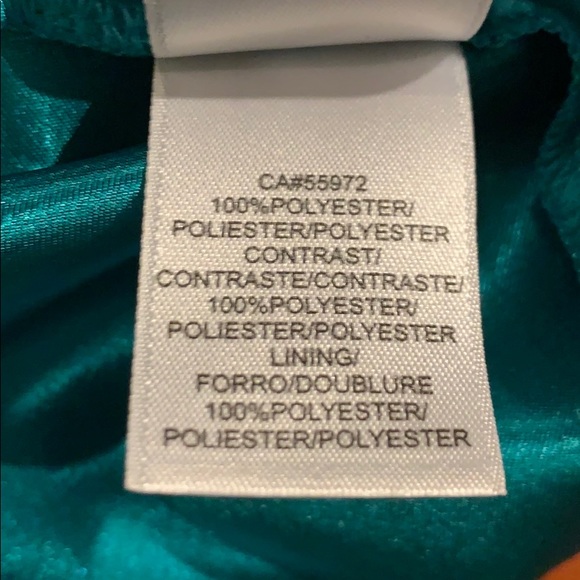 CA#55972
100%POLYESTER/
POLIESTER/POLYESTER
CONTRAST/
CONTRASTE/CONTRASTE/
100%POLYESTER/
POLIESTER/POLYESTER
LINING/
FORRO/DOUBLURE
100%POLYESTER/
POLIESTER/POLYESTER